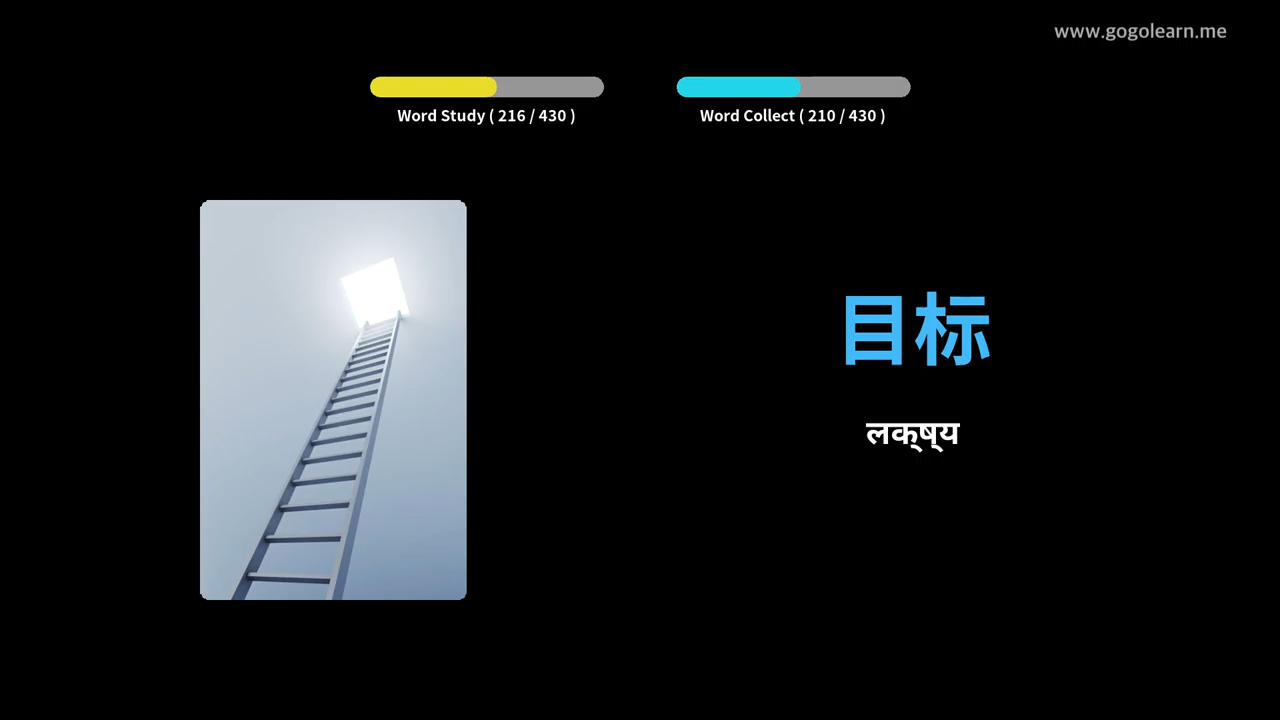 www.gogolearn.me
Word Study ( 216 / 430 )
Word Collect ( 210 / 430 )
目标
लक्ष्य